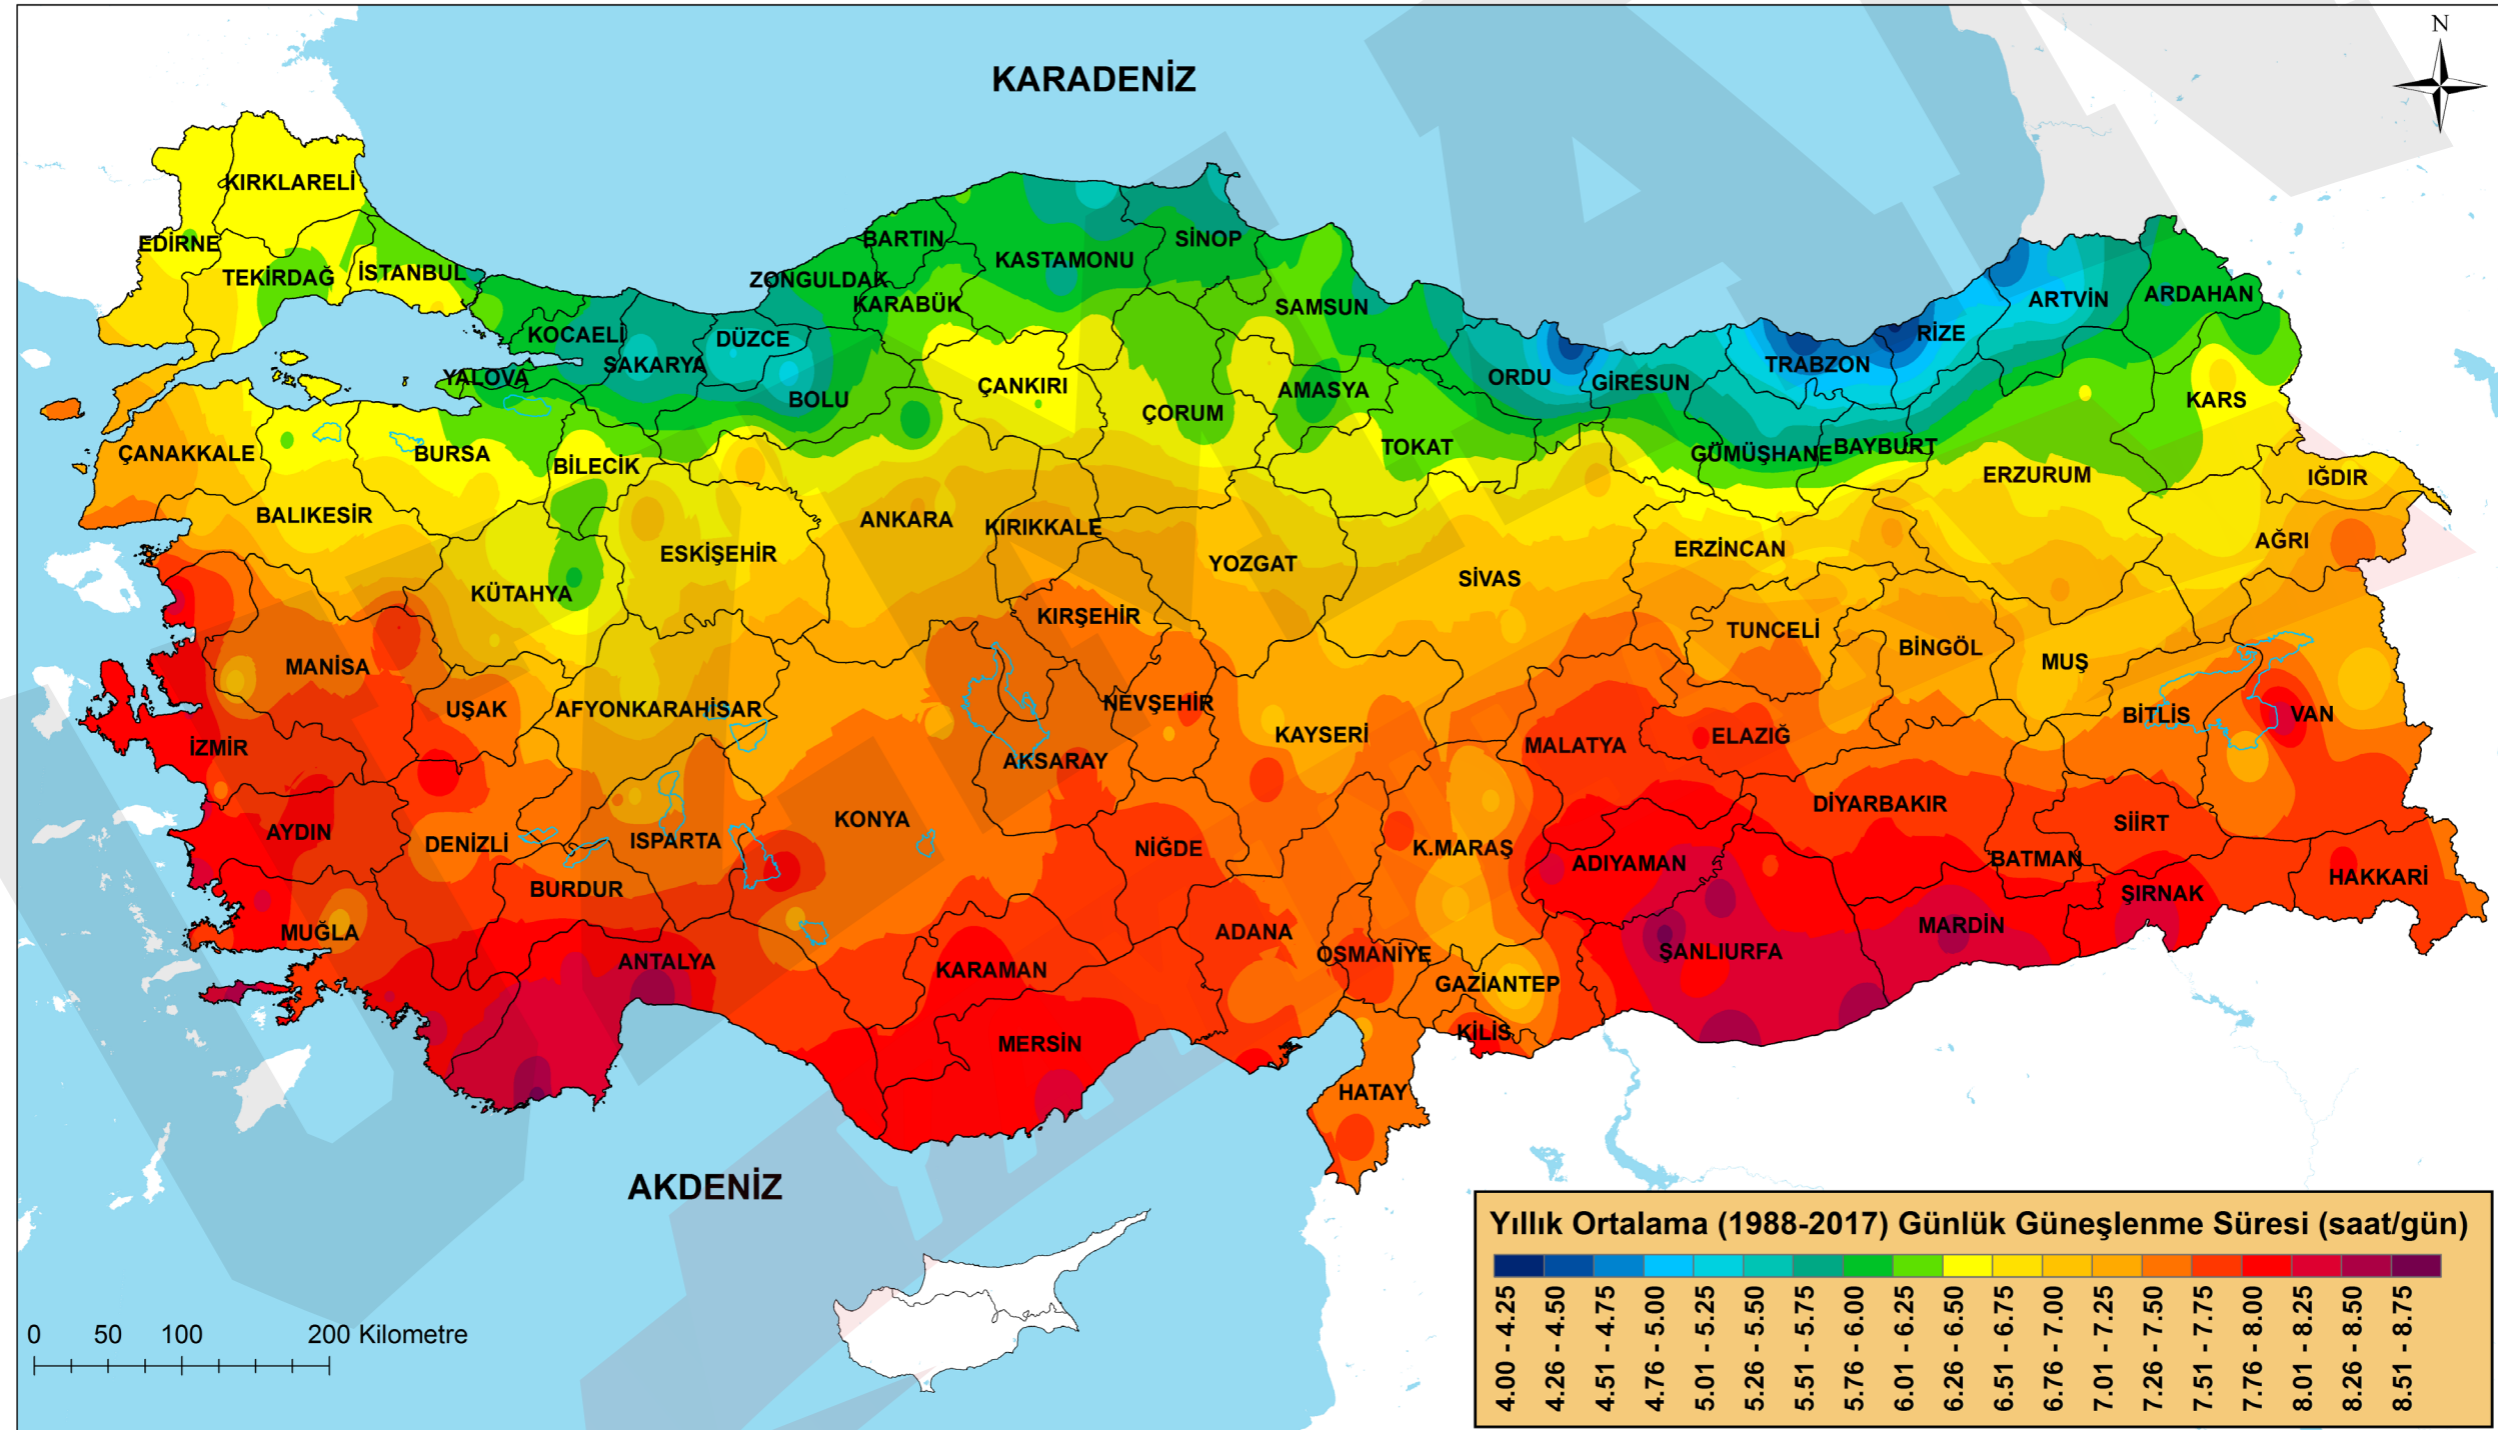 N
KARADENİZ
KIRKLARELİ
EDİRNE
TEKİRDAĞ
İSTANBUL
KOCAELİ
YALOVA
SAKARYA
DÜZCE
BOLU
ZONGULDAK
BARTIN
KARABÜK
KASTAMONU
SİNOP
SAMSUN
ÇANKIRI
ÇORUM
AMASYA
TOKAT
ORDU
GİRESUN
TRABZON
RİZE
ARTVİN
ARDAHAN
KARS
GÜMÜŞHANE
BAYBURT
ERZURUM
IĞDIR
AĞRI
ÇANAKKALE
BALIKESİR
BURSA
BİLECİK
KÜTAHYA
ESKİŞEHİR
ANKARA
KIRIKKALE
YOZGAT
SİVAS
ERZİNCAN
TUNCELİ
BİNGÖL
MUŞ
BİTLİS
VAN
MANİSA
UŞAK
AFYONKARAHİSAR
KIRŞEHİR
NEVŞEHİR
AKSARAY
KAYSERİ
MALATYA
ELAZIĞ
İZMİR
AYDIN
DENİZLİ
ISPARTA
BURDUR
KONYA
NİĞDE
K.MARAŞ
ADIYAMAN
DİYARBAKIR
BATMAN
SİİRT
ŞIRNAK
HAKKARİ
MUĞLA
ANTALYA
KARAMAN
MERSİN
ADANA
OSMANİYE
GAZİANTEP
KİLİS
HATAY
ŞANLIURFA
MARDİN
AKDENİZ
0 50 100 200 Kilometre
Yıllık Ortalama (1988-2017) Günlük Güneşlenme Süresi (saat/gün)
4.00 - 4.25
4.26 - 4.50
4.51 - 4.75
4.76 - 5.00
5.01 - 5.25
5.26 - 5.50
5.51 - 5.75
5.76 - 6.00
6.01 - 6.25
6.26 - 6.50
6.51 - 6.75
6.76 - 7.00
7.01 - 7.25
7.26 - 7.50
7.51 - 7.75
7.76 - 8.00
8.01 - 8.25
8.26 - 8.50
8.51 - 8.75